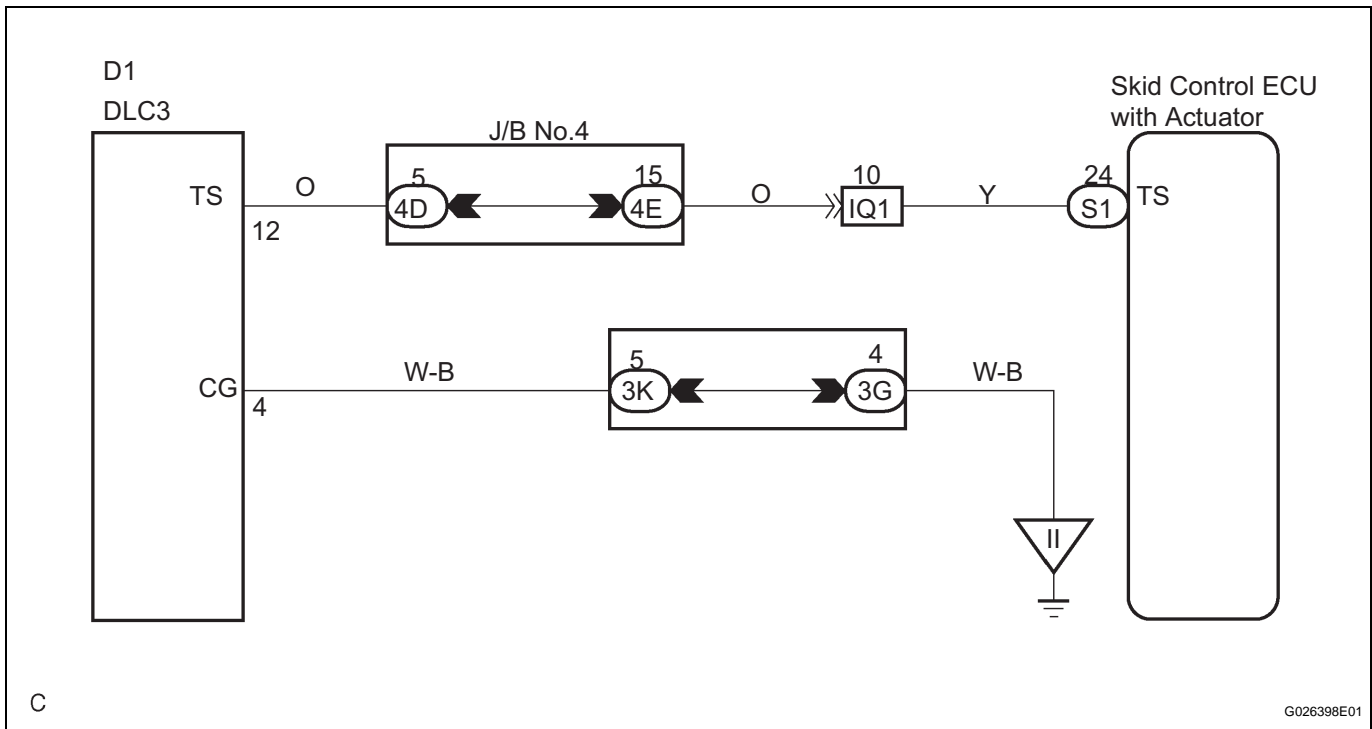 D1
DLC3
Skid Control ECU
with Actuator
J/B No.4
TS
O
12
5
4D
15
4E
O
10
IQ1
Y
24
S1
TS
CG
4
W-B
5
3K
4
3G
W-B
II
C
G026398E01